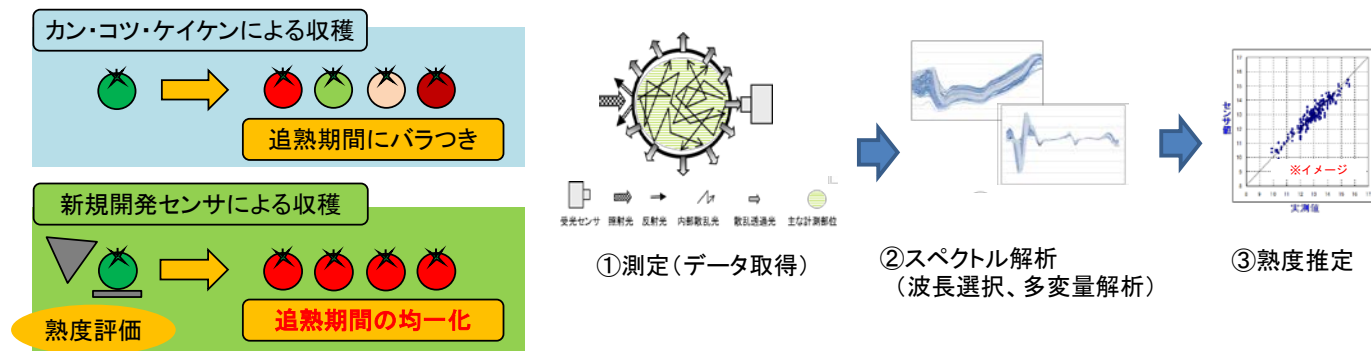 カン・コツ・ケイケンによる収穫
追熟期間にバラつき
新規開発センサによる収穫
熟度評価
追熟期間の均一化
受光センサ 照射光 反射光 内部散乱光 散乱透過光 主な計測部位
①測定（データ取得）
②スペクトル解析
（波長選択、多変量解析）
センサ値
※イメージ
実測値
③熟度推定